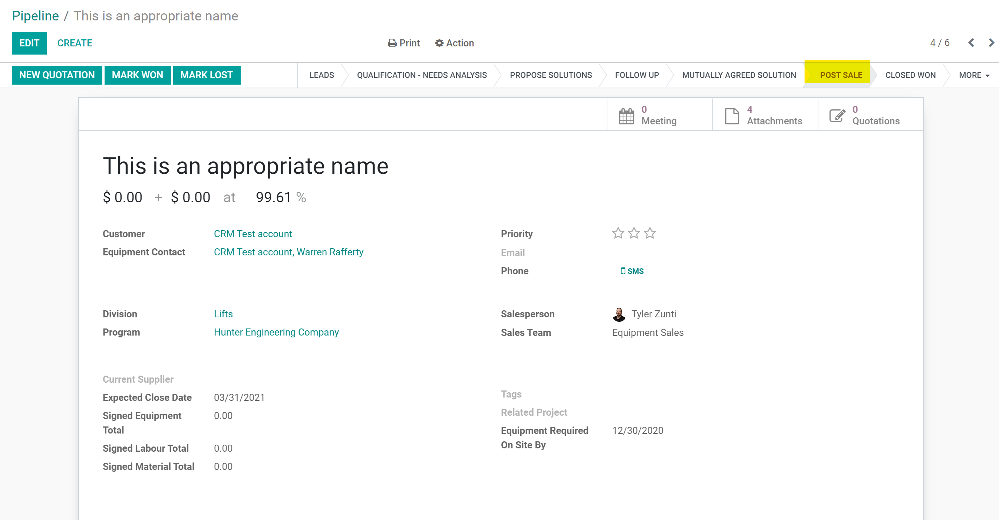 Pipeline / This is an appropriate name
EDIT CREATE Print Action 4 / 6
NEW QUOTATION MARK WON MARK LOST LEADS QUALIFICATION - NEEDS ANALYSIS PROPOSE SOLUTIONS FOLLOW UP MUTUALLY AGREED SOLUTION POST SALE CLOSED WON MORE
0 Meeting
4 Attachments
0 Quotations
This is an appropriate name
$ 0.00 + $ 0.00 at 99.61 %
Customer CRM Test account
Equipment Contact CRM Test account, Warren Rafferty
Priority
Email
Phone SMS
Division Lifts
Program Hunter Engineering Company
Salesperson Tyler Zunti
Sales Team Equipment Sales
Current Supplier
Expected Close Date 03/31/2021
Signed Equipment Total 0.00
Signed Labour Total 0.00
Signed Material Total 0.00
Tags
Related Project
Equipment Required On Site By 12/30/2020